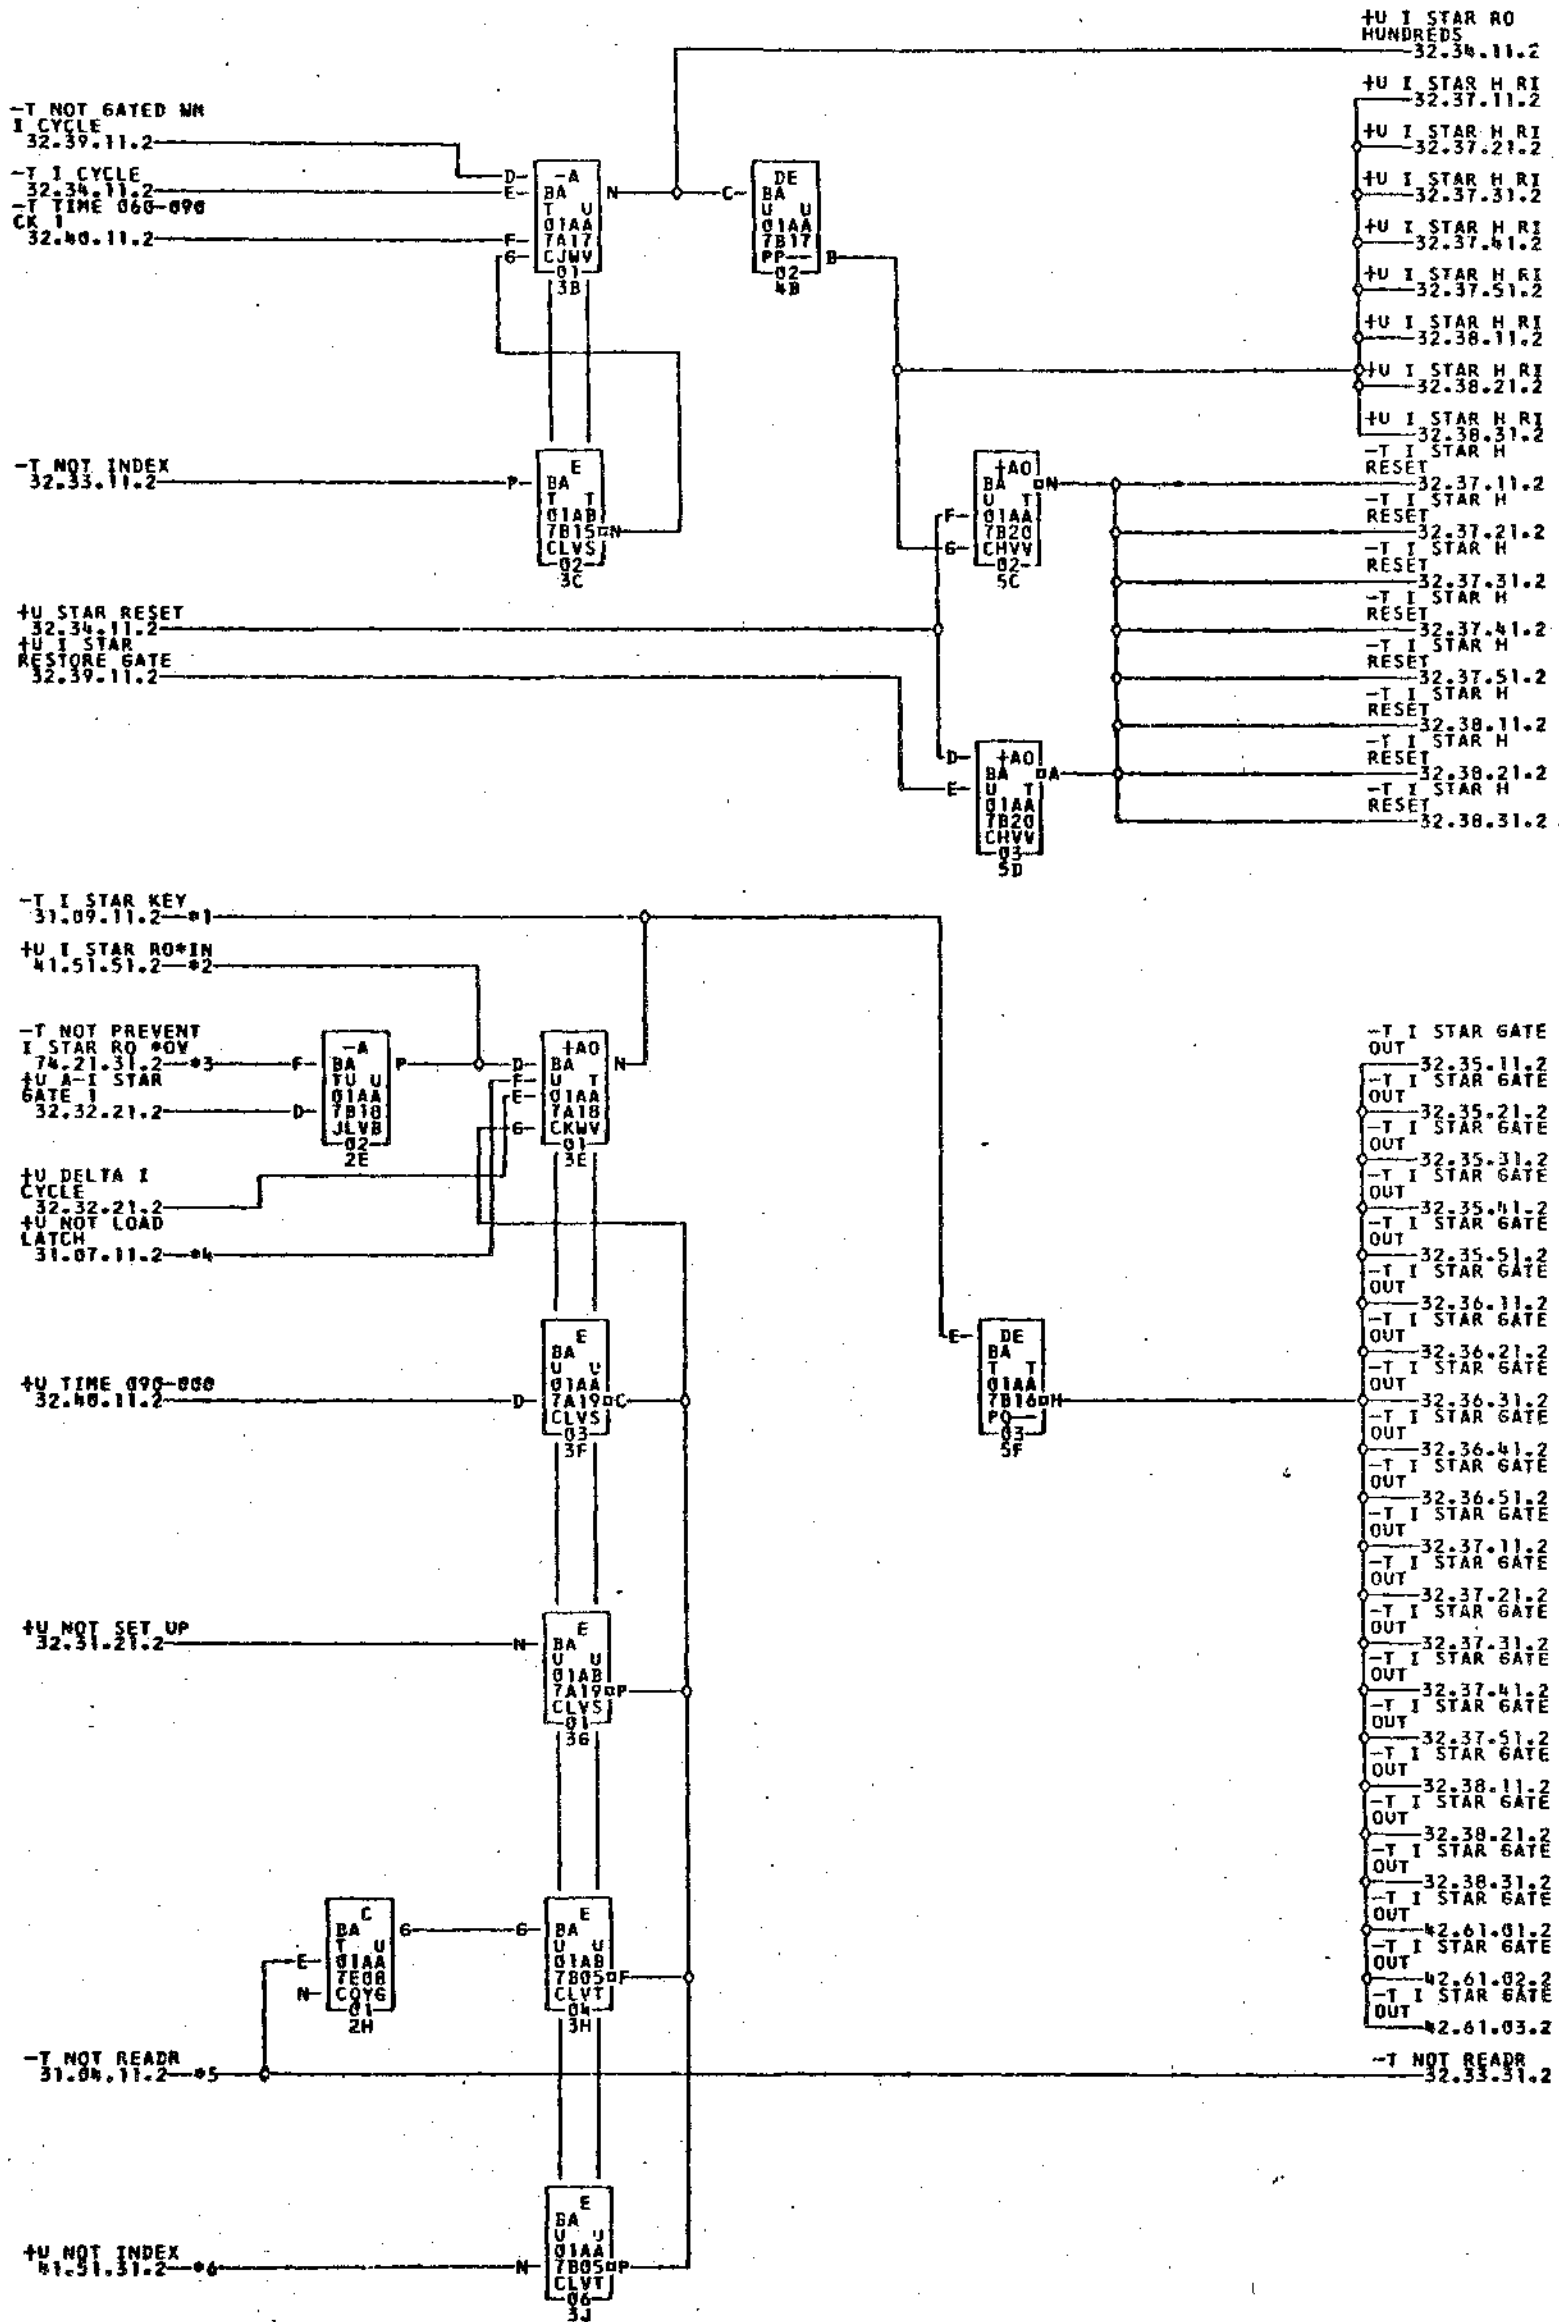 +U I STAR RO
HUNDREDS
32.34.11.2
+U I STAR H RI
32.37.11.2
+U I STAR H RI
32.37.21.2
+U I STAR H RI
32.37.31.2
+U I STAR H RI
32.37.41.2
+U I STAR H RI
32.37.51.2
+U I STAR H RI
32.38.11.2
+U I STAR H RI
32.38.21.2
+U I STAR H RI
32.38.31.2
-T NOT GATED WM
I CYCLE
32.39.11.2
-T I CYCLE
32.34.11.2
-T TIME 060-090
CK 1
32.40.11.2
D
E
F
G
-A
BA N
T U
01AA
7A17
CJWV
01
3B
C
DE
BA
U U
01AA
7B17
PP-- B
02
4B
-T NOT INDEX
32.33.11.2
P
E
BA
T T
01AB
7B15 N
CLVS
02
3C
F
G
+AO
BA N
U T
01AA
7B20
CHVV
02
5C
-T I STAR H
RESET
32.37.11.2
-T I STAR H
RESET
32.37.21.2
-T I STAR H
RESET
32.37.31.2
-T I STAR H
RESET
32.37.41.2
-T I STAR H
RESET
32.37.51.2
-T I STAR H
RESET
32.38.11.2
-T I STAR H
RESET
32.38.21.2
-T I STAR H
RESET
32.38.31.2
+U STAR RESET
32.34.11.2
+U I STAR
RESTORE GATE
32.39.11.2
D
E
+AO
BA A
U T
01AA
7B20
CHVV
03
5D
-T I STAR KEY
31.09.11.2 *1
+U I STAR RO*IN
41.51.51.2 *2
-T NOT PREVENT
I STAR RO *OV
74.21.31.2 *3
+U A-I STAR
GATE 1
32.32.21.2
F
D
-A
BA P
TU U
01AA
7B18
JLVB
02
2E
D
F
E
G
+AO
BA N
U T
01AA
7A18
CKWV
01
3E
+U DELTA I
CYCLE
32.32.21.2
+U NOT LOAD
LATCH
31.07.11.2 *4
+U TIME 090-000
32.40.11.2
D
E
BA
U U
01AA
7A19 C
CLVS
03
3F
E
DE
BA
T T
01AA
7B16 H
PQ--
03
5F
-T I STAR GATE
OUT
32.35.11.2
-T I STAR GATE
OUT
32.35.21.2
-T I STAR GATE
OUT
32.35.31.2
-T I STAR GATE
OUT
32.35.41.2
-T I STAR GATE
OUT
32.35.51.2
-T I STAR GATE
OUT
32.36.11.2
-T I STAR GATE
OUT
32.36.21.2
-T I STAR GATE
OUT
32.36.31.2
-T I STAR GATE
OUT
32.36.41.2
-T I STAR GATE
OUT
32.36.51.2
-T I STAR GATE
OUT
32.37.11.2
-T I STAR GATE
OUT
32.37.21.2
-T I STAR GATE
OUT
32.37.31.2
-T I STAR GATE
OUT
32.37.41.2
-T I STAR GATE
OUT
32.37.51.2
-T I STAR GATE
OUT
32.38.11.2
-T I STAR GATE
OUT
32.38.21.2
-T I STAR GATE
OUT
32.38.31.2
-T I STAR GATE
OUT
42.61.01.2
-T I STAR GATE
OUT
42.61.02.2
-T I STAR GATE
OUT
42.61.03.2
+U NOT SET UP
32.31.21.2
N
E
BA
U U
01AB
7A19 P
CLVS
01
3G
E
N
C
BA G
T U
01AA
7E08
CQYG
01
2H
G
E
BA
U U
01AB
7B05 F
CLVT
04
3H
-T NOT READR
31.04.11.2 *5
-T NOT READR
32.33.31.2
+U NOT INDEX
41.51.31.2 *6
N
E
BA
U U
01AA
7B05 P
CLVT
06
3J